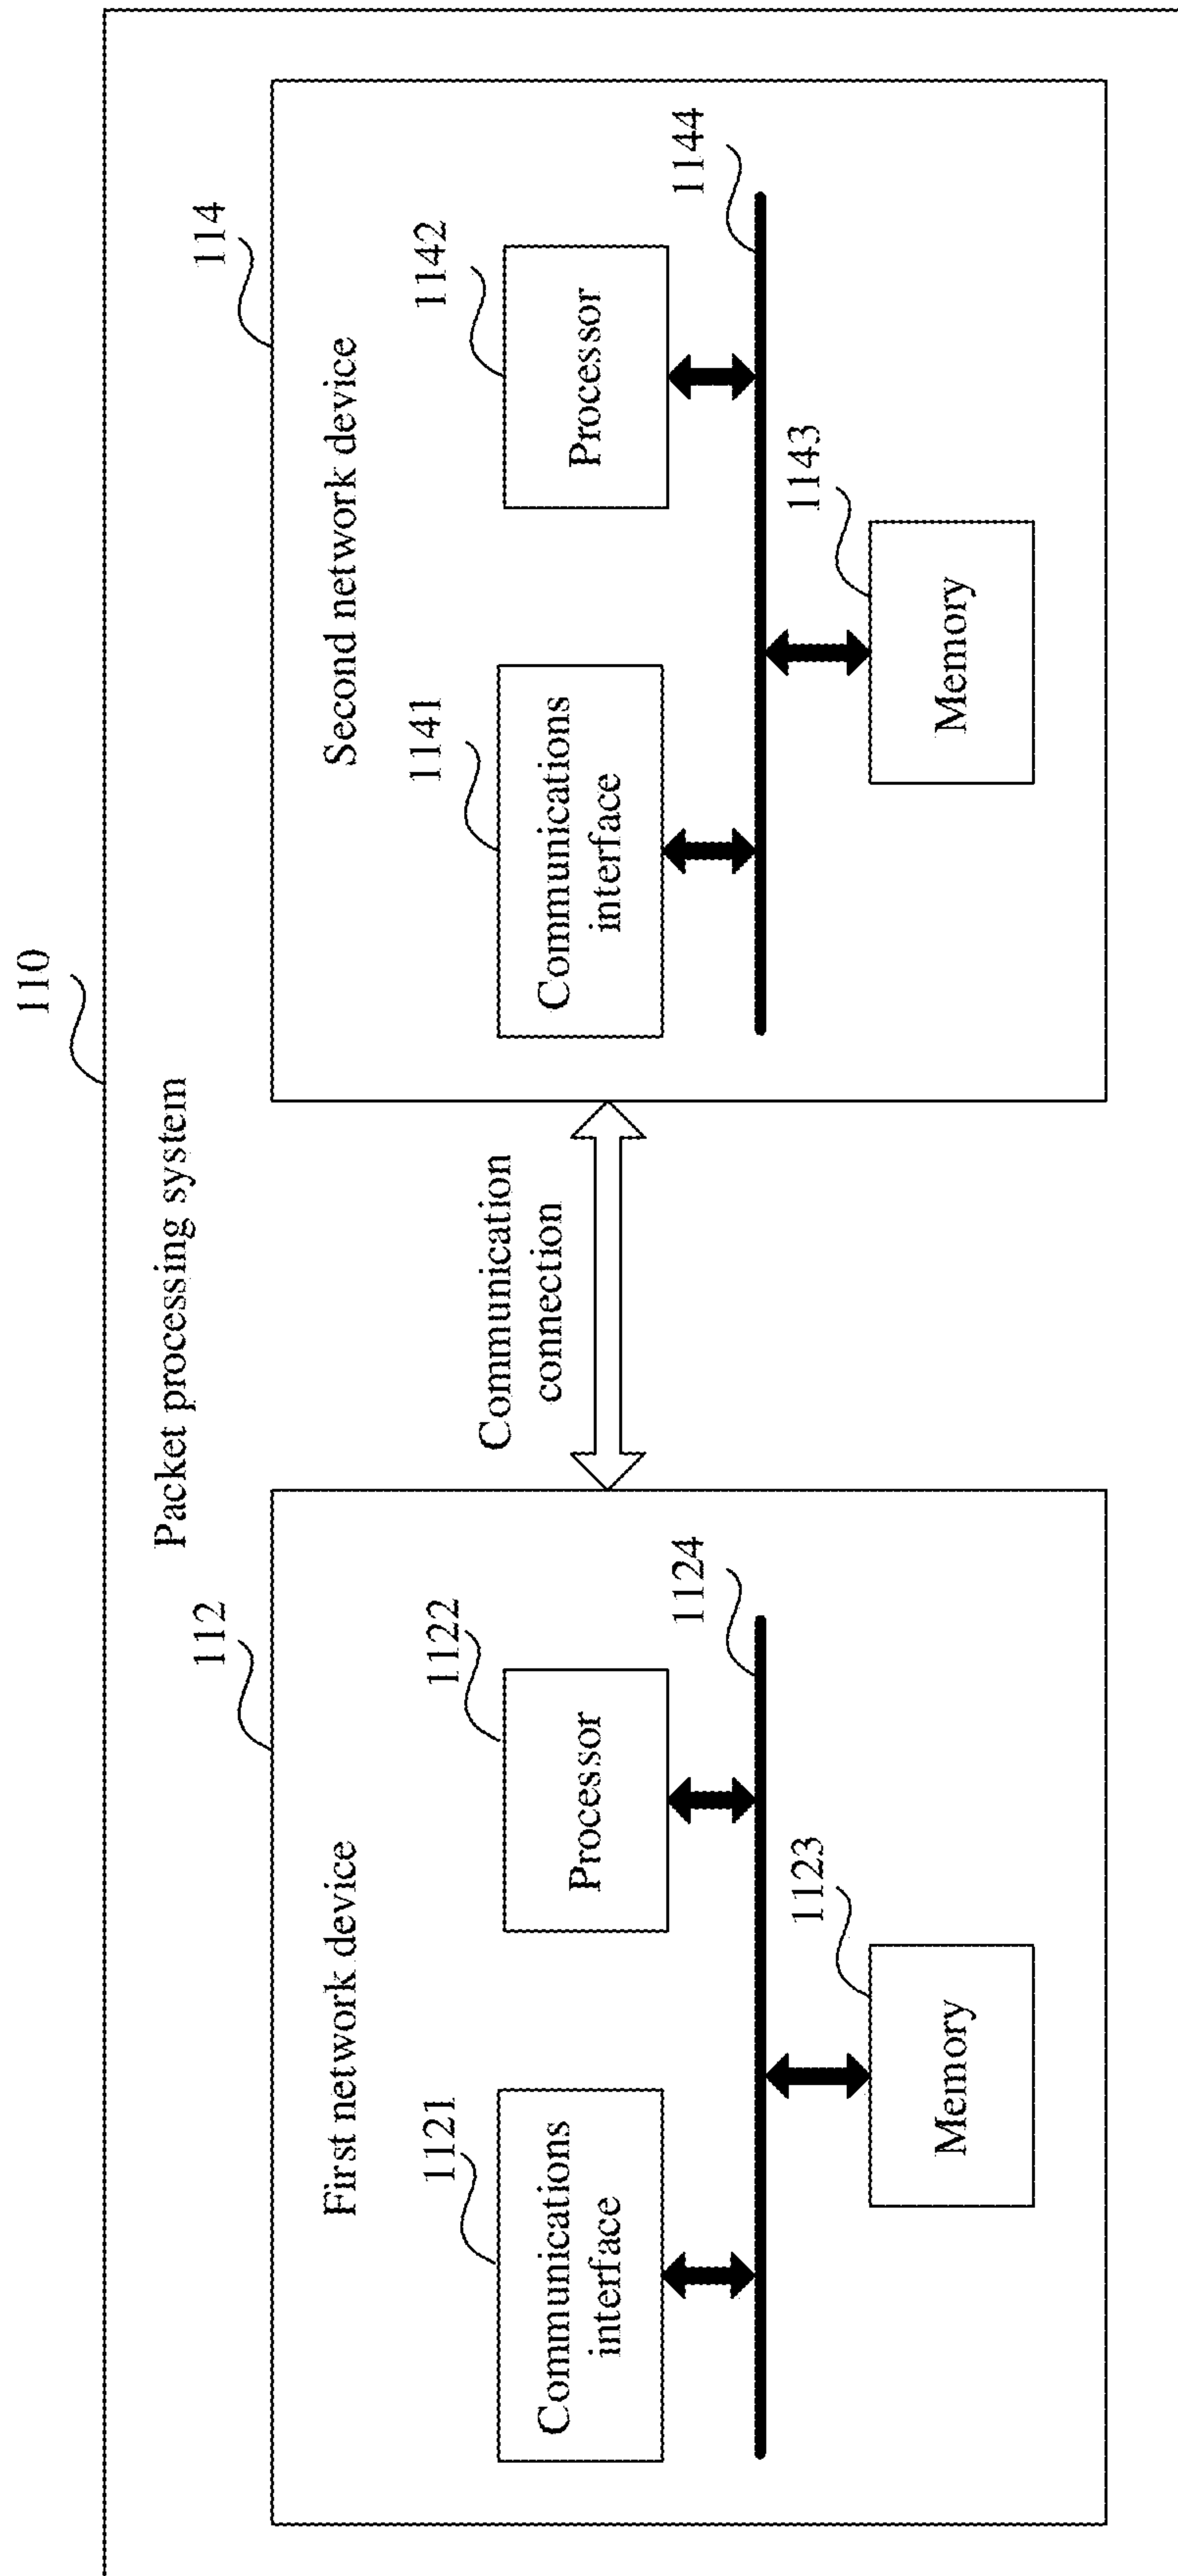 110
Packet processing system
112
First network device
1121
Communications
interface
1122
Processor
1124
1123
Memory
Communication
connection
114
Second network device
1141
Communications
interface
1142
Processor
1144
1143
Memory